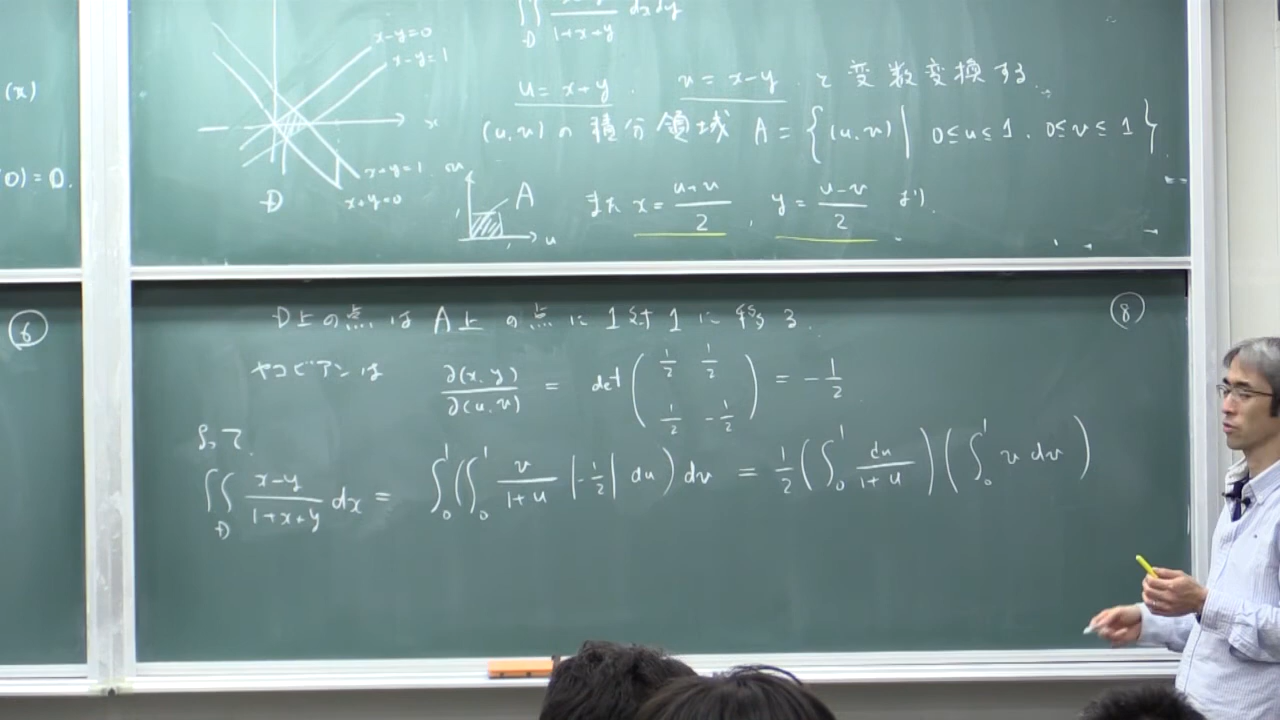 (x)
(0) = 0.
x-y=0
x-y=1
x
x+y=1
x+y=0
D
∬_D (x-y)/(1+x+y) dxdy
u = x+y, v = x-y と変数変換する.
(u,v)の積分領域 A = { (u,v) | 0≤u≤1, 0≤v≤1 }.
v
A
1
1
u
また x = (u+v)/2, y = (u-v)/2 より.
⑥
⑧
D上の点は A上の点に 1対1に移る.
ヤコビアンは ∂(x,y)/∂(u,v) = det ( 1/2 1/2 ; 1/2 -1/2 ) = -1/2
よって.
∬_D (x-y)/(1+x+y) dx = ∫_0^1 ( ∫_0^1 v/(1+u) |-1/2| du ) dv = 1/2 ( ∫_0^1 du/(1+u) ) ( ∫_0^1 v dv )